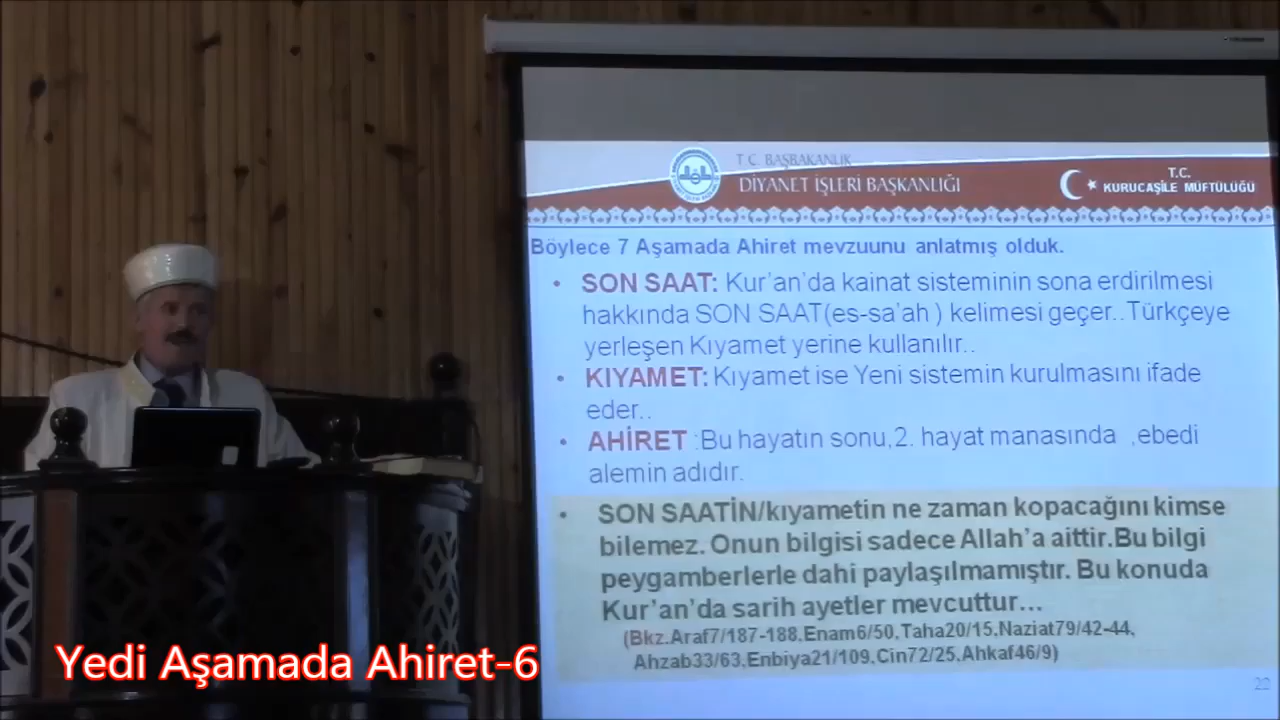 T.C. BAŞBAKANLIK
DİYANET İŞLERİ BAŞKANLIĞI
T.C.
KURUCAŞİLE MÜFTÜLÜĞÜ
Böylece 7 Aşamada Ahiret mevzuunu anlatmış olduk.
• SON SAAT: Kur'an'da kainat sisteminin sona erdirilmesi
hakkında SON SAAT(es-sa'ah ) kelimesi geçer..Türkçeye
yerleşen Kıyamet yerine kullanılır..
• KIYAMET: Kıyamet ise Yeni sistemin kurulmasını ifade
eder..
• AHİRET :Bu hayatın sonu,2. hayat manasında ,ebedi
alemin adıdır.
• SON SAATİN/kıyametin ne zaman kopacağını kimse
bilemez. Onun bilgisi sadece Allah'a aittir.Bu bilgi
peygamberlerle dahi paylaşılmamıştır. Bu konuda
Kur'an'da sarih ayetler mevcuttur...
(Bkz.Araf7/187-188,Enam6/50,Taha20/15,Naziat79/42-44,
Ahzab33/63,Enbiya21/109,Cin72/25,Ahkaf46/9)
22
Yedi Aşamada Ahiret-6